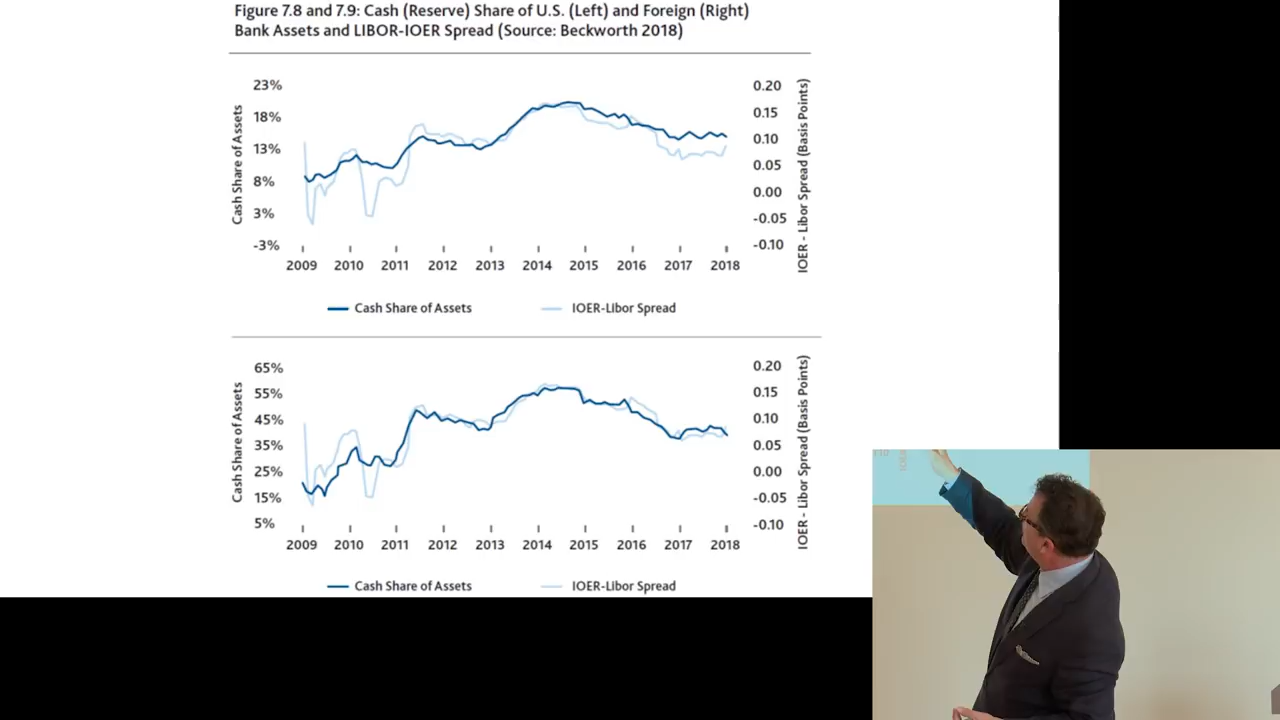 Figure 7.8 and 7.9: Cash (Reserve) Share of U.S. (Left) and Foreign (Right)
Bank Assets and LIBOR-IOER Spread (Source: Beckworth 2018)
Cash Share of Assets
23%
18%
13%
8%
3%
-3%
0.20
0.15
0.10
0.05
0.00
-0.05
-0.10
IOER - Libor Spread (Basis Points)
2009 2010 2011 2012 2013 2014 2015 2016 2017 2018
Cash Share of Assets IOER-Libor Spread
Cash Share of Assets
65%
55%
45%
35%
25%
15%
5%
0.20
0.15
0.10
0.05
0.00
-0.05
-0.10
IOER - Libor Spread (Basis Points)
2009 2010 2011 2012 2013 2014 2015 2016 2017 2018
Cash Share of Assets IOER-Libor Spread